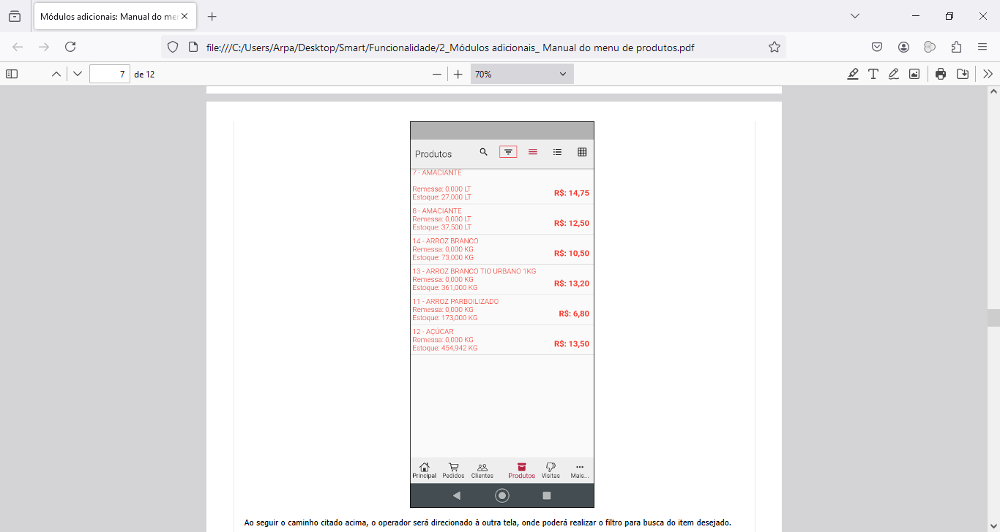 Módulos adicionais: Manual do me
file:///C:/Users/Arpa/Desktop/Smart/Funcionalidade/2_Módulos adicionais_ Manual do menu de produtos.pdf
7 de 12
70%
Produtos
7 - AMACIANTE
Remessa: 0,000 LT
Estoque: 27,000 LT
R$: 14,75
8 - AMACIANTE
Remessa: 0,000 LT
Estoque: 37,500 LT
R$: 12,50
14 - ARROZ BRANCO
Remessa: 0,000 KG
Estoque: 73,000 KG
R$: 10,50
13 - ARROZ BRANCO TIO URBANO 1KG
Remessa: 0,000 KG
Estoque: 361,000 KG
R$: 13,20
11 - ARROZ PARBOILIZADO
Remessa: 0,000 KG
Estoque: 173,000 KG
R$: 6,80
12 - AÇÚCAR
Remessa: 0,000 KG
Estoque: 454,942 KG
R$: 13,50
Principal Pedidos Clientes Produtos Visitas Mais...
Ao seguir o caminho citado acima, o operador será direcionado à outra tela, onde poderá realizar o filtro para busca do item desejado.